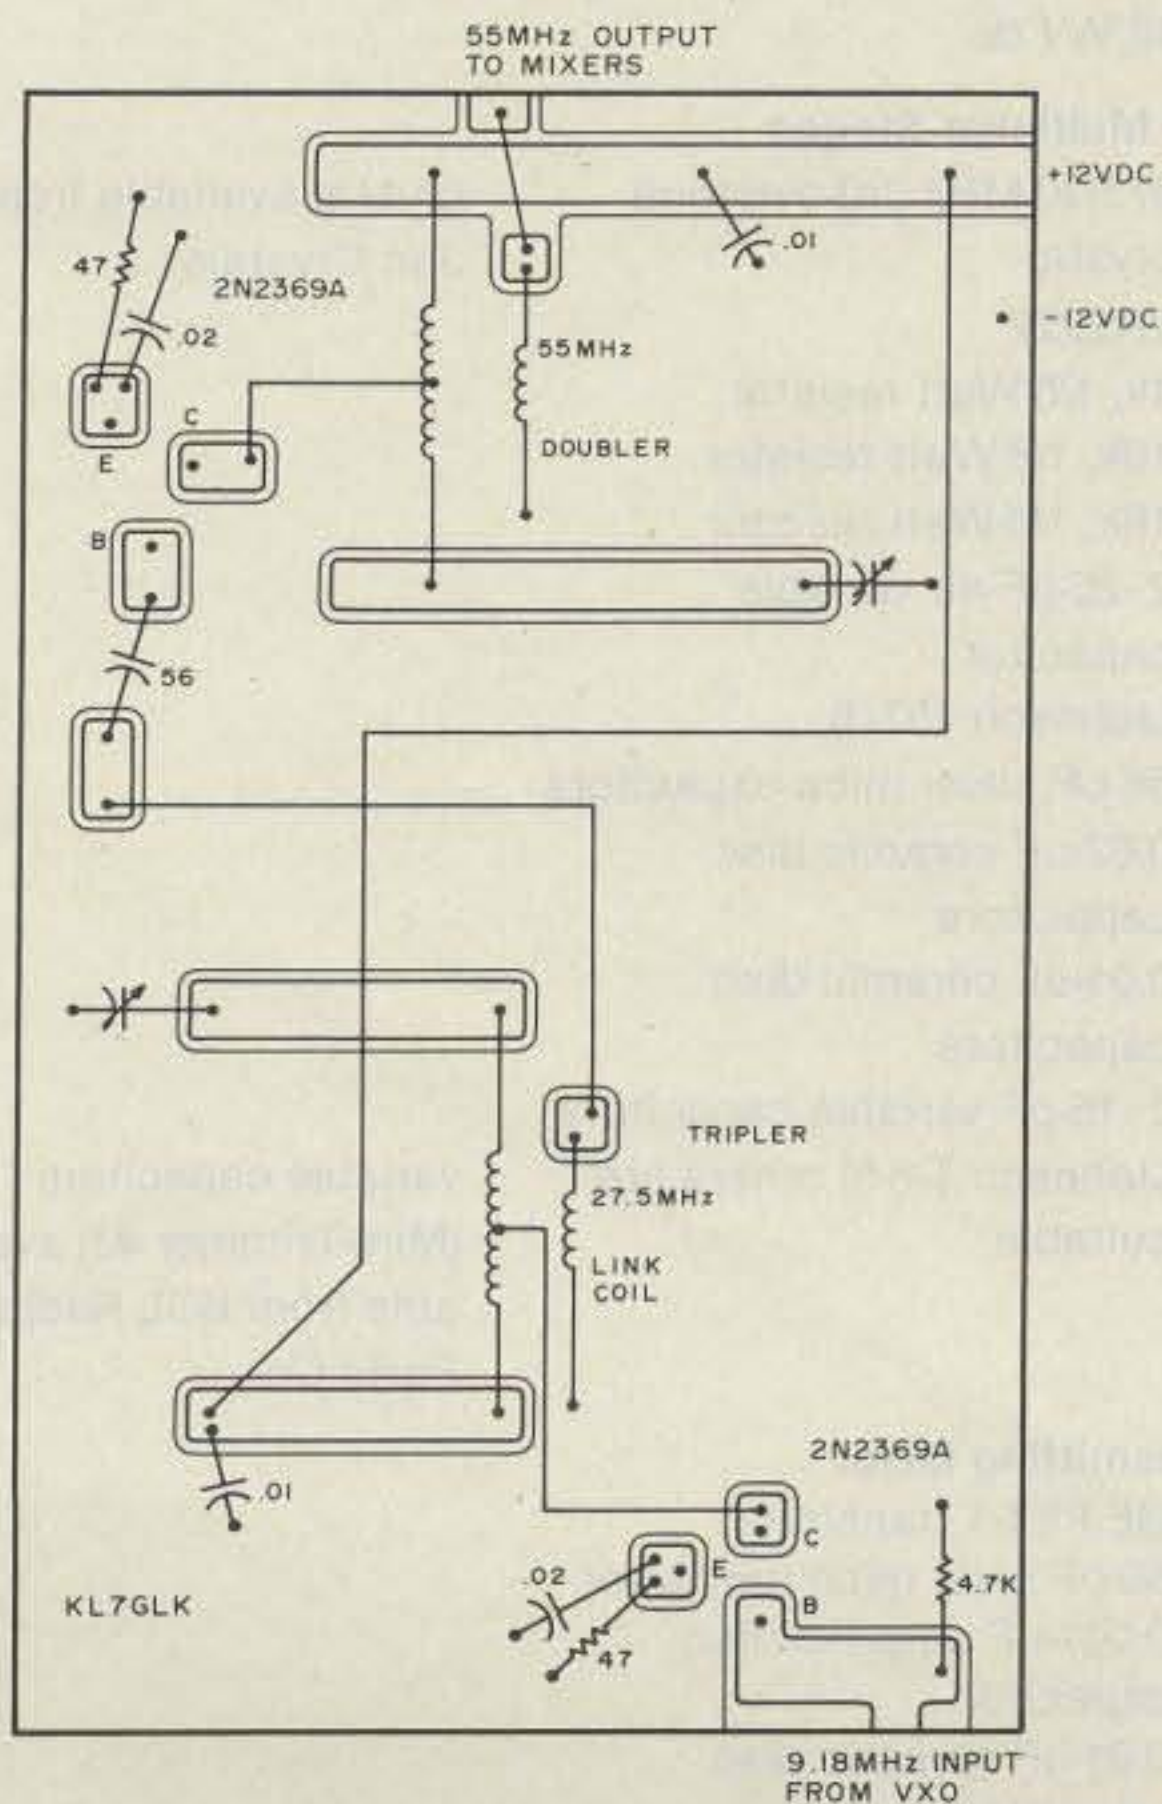 55MHz OUTPUT
TO MIXERS
+12VDC
.01
47
2N2369A
-12VDC
.02
55MHz
C
DOUBLER
E
B
56
TRIPLER
27.5MHz
LINK
COIL
2N2369A
.01
C
.02
E
4.7K
KL7GLK
B
47
9.18MHz INPUT
FROM VXO